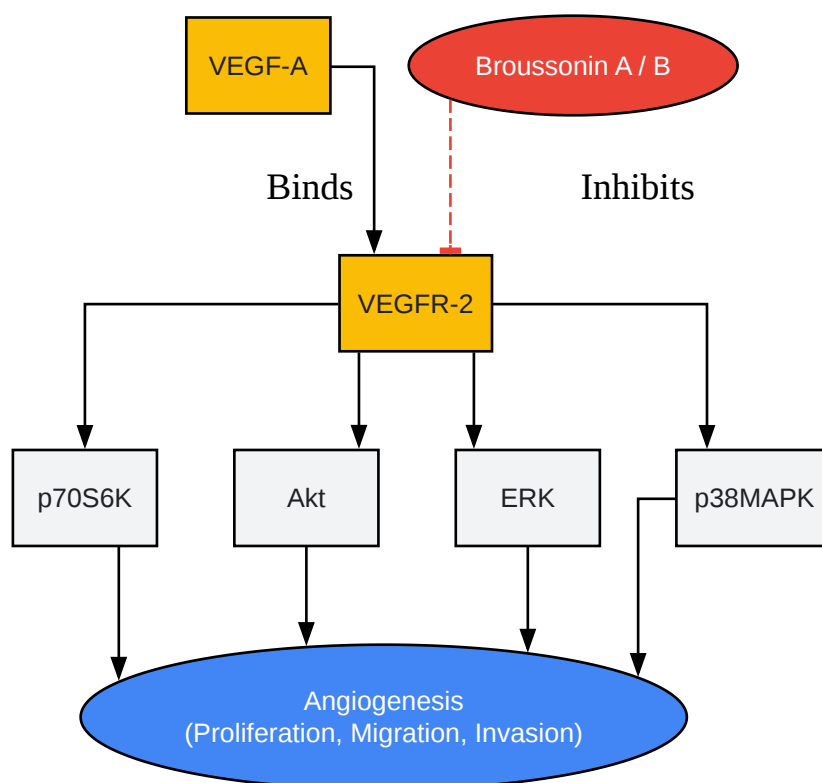 VEGF-A
Broussonin A / B
Binds
Inhibits
VEGFR-2
p70S6K
Akt
ERK
p38MAPK
Angiogenesis
(Proliferation, Migration, Invasion)